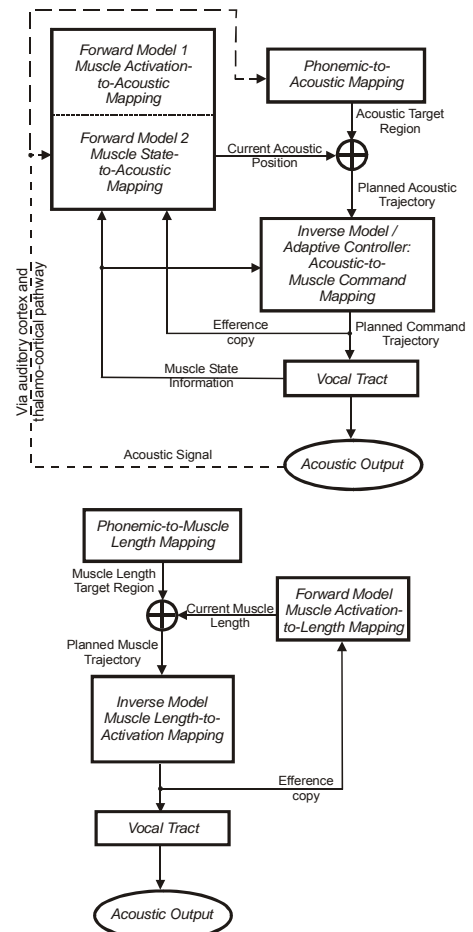 Forward Model 1
Muscle Activation-
to-Acoustic
Mapping
Phonemic-to-
Acoustic Mapping
Acoustic Target
Region
Forward Model 2
Muscle State-
to-Acoustic
Mapping
Current Acoustic
Position
Planned Acoustic
Trajectory
Inverse Model /
Adaptive Controller:
Acoustic-to-
Muscle Command
Mapping
Efference
copy
Planned Command
Trajectory
Muscle State
Information
Vocal Tract
Via auditory cortex and
thalamo-cortical pathway
Acoustic Signal
Acoustic Output
Phonemic-to-Muscle
Length Mapping
Muscle Length
Target Region
Current Muscle
Length
Forward Model
Muscle Activation-
to-Length Mapping
Planned Muscle
Trajectory
Inverse Model
Muscle Length-to-
Activation Mapping
Efference
copy
Vocal Tract
Acoustic Output